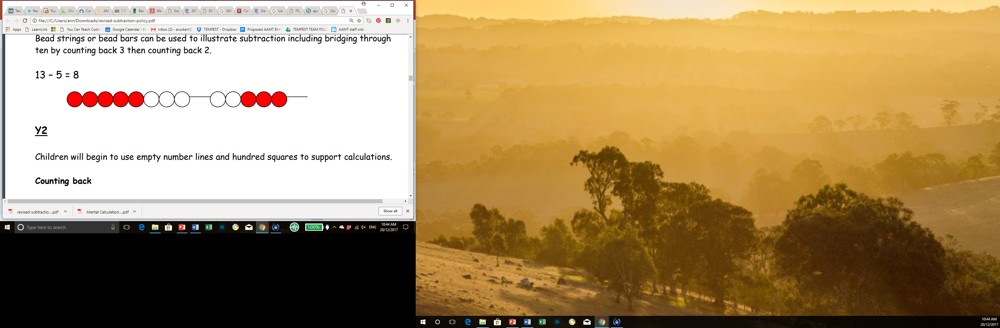 Tea
Res
Nur
Cha
Cor
AM
1.1
Bec
Wai
Exp
201
Dr I
Will
Cor
Dev
Usi
FS_
apx
Use
file:///C:/Users/ann/Downloads/revised-subtraction-policy.pdf
Apps
LearnLink
You Can Teach Codin
23
Google Calendar - Ev
Inbox (2) - aruckert@
TEMPEST - Dropbox
Proposed AAMT Birt
TEMPEST TEAM FOLD
AAMT staff wiki
Bead strings or bead bars can be used to illustrate subtraction including bridging through
ten by counting back 3 then counting back 2.
13 – 5 = 8
Y2
Children will begin to use empty number lines and hundred squares to support calculations.
Counting back
revised-subtractio....pdf
Mental Calculation....pdf
Show all
Type here to search
100%
ENG
10:44 AM
20/12/2017
10:44 AM
20/12/2017